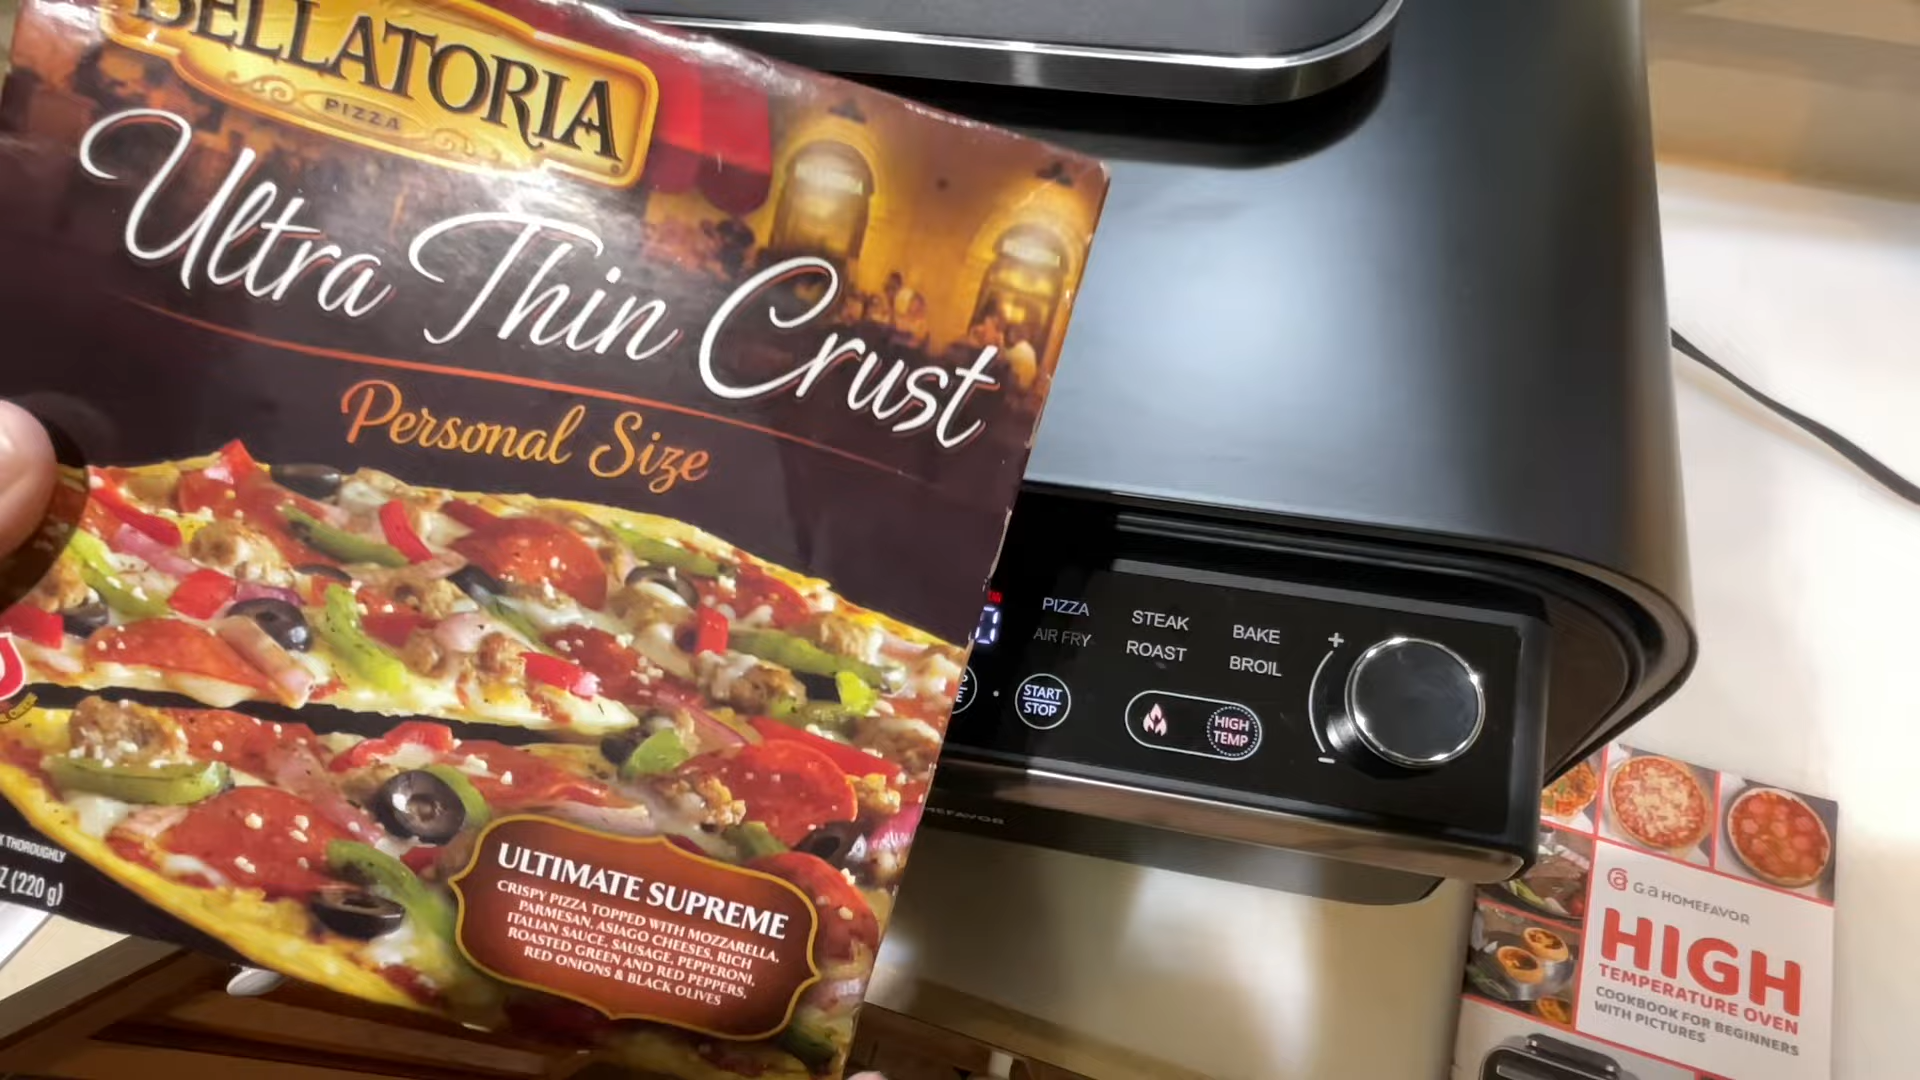 BELLATORIA
PIZZA
Ultra Thin Crust
Personal Size
THOROUGHLY
(220 g)
ULTIMATE SUPREME
CRISPY PIZZA TOPPED WITH MOZZARELLA,
PARMESAN, ASIAGO CHEESES, RICH
ITALIAN SAUCE, SAUSAGE, PEPPERONI,
ROASTED GREEN AND RED PEPPERS,
RED ONIONS & BLACK OLIVES
PIZZA STEAK BAKE
AIR FRY ROAST BROIL
START
STOP
HIGH
TEMP
+
−
G.a HOMEFAVOR
HIGH
TEMPERATURE OVEN
COOKBOOK FOR BEGINNERS
WITH PICTURES